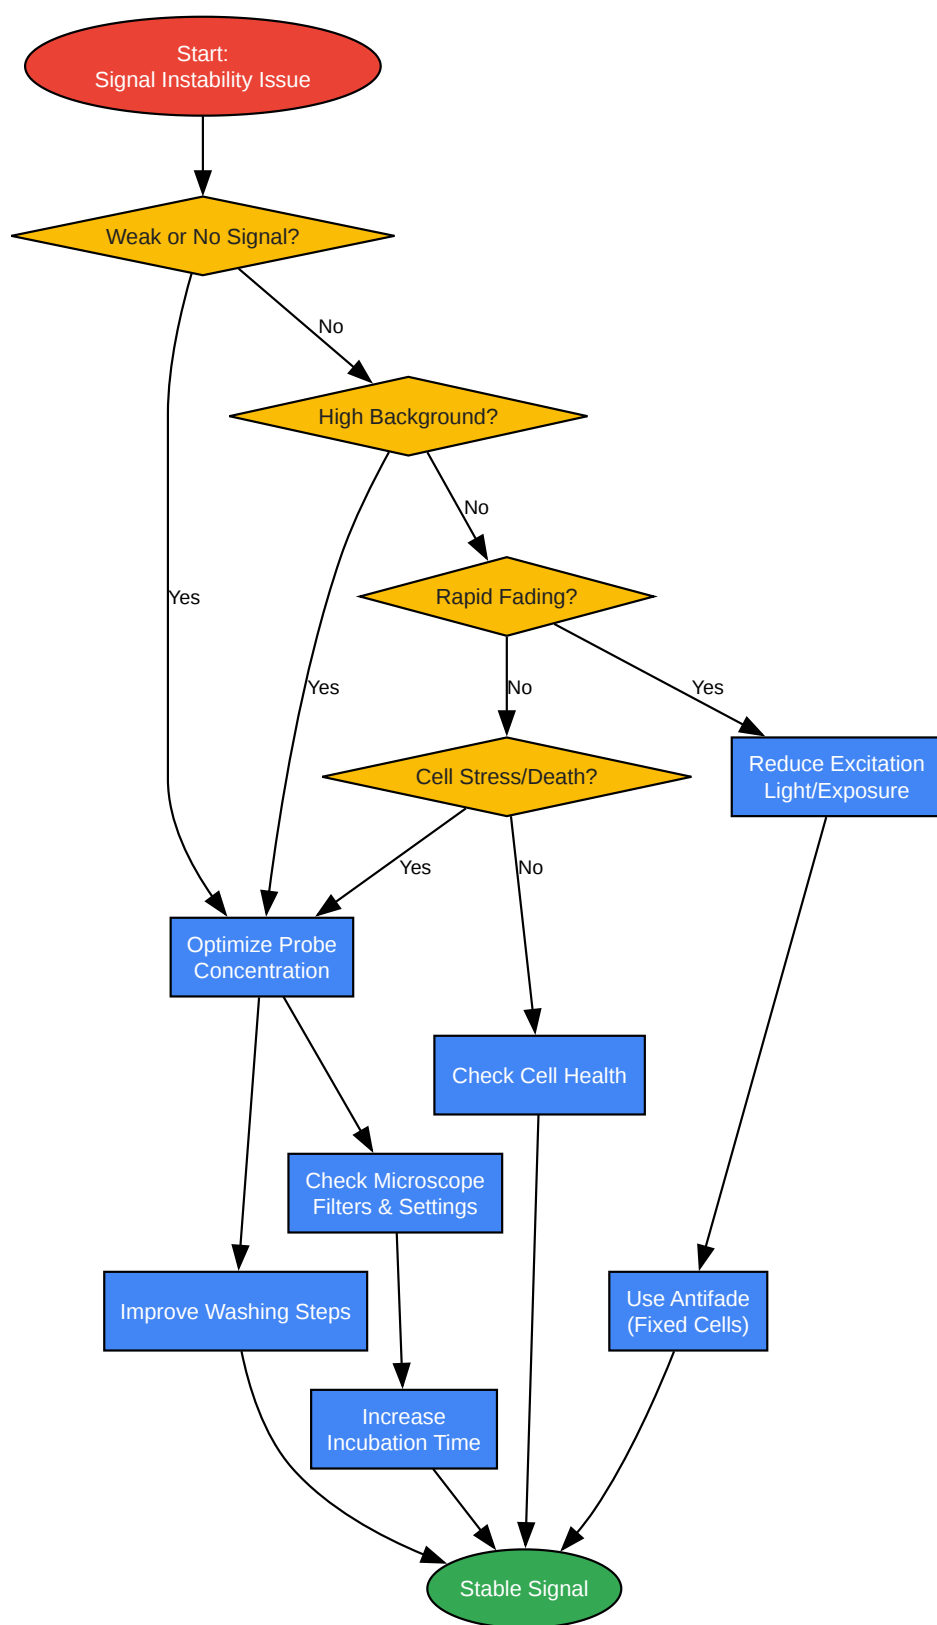 Start:
Signal Instability Issue
Weak or No Signal?
No
High Background?
No
Rapid Fading?
Yes
Yes
No
Yes
Reduce Excitation
Light/Exposure
Cell Stress/Death?
Yes
No
Optimize Probe
Concentration
Check Cell Health
Check Microscope
Filters & Settings
Improve Washing Steps
Use Antifade
(Fixed Cells)
Increase
Incubation Time
Stable Signal